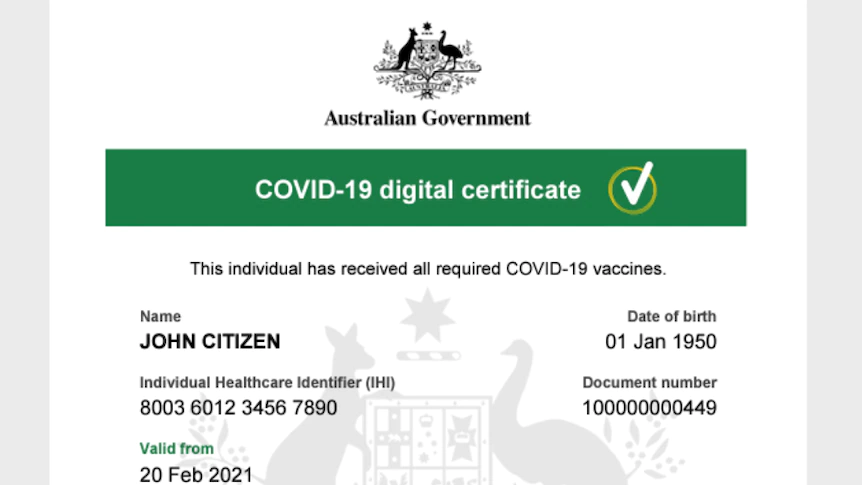 AUSTRALIA
Australian Government
COVID-19 digital certificate
This individual has received all required COVID-19 vaccines.
Name
JOHN CITIZEN
Date of birth
01 Jan 1950
Individual Healthcare Identifier (IHI)
8003 6012 3456 7890
Document number
100000000449
Valid from
20 Feb 2021